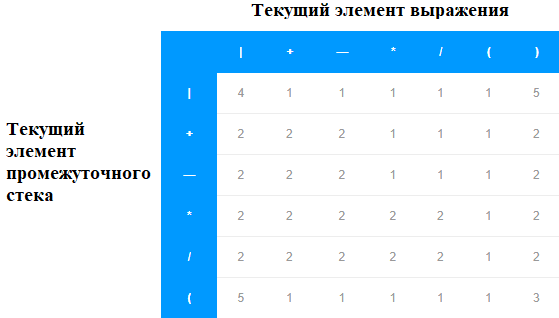 Текущий элемент выражения
| + — * / ( )
Текущий
элемент
промежуточного
стека
| 4 1 1 1 1 1 5
+ 2 2 2 1 1 1 2
— 2 2 2 1 1 1 2
* 2 2 2 2 2 1 2
/ 2 2 2 2 2 1 2
( 5 1 1 1 1 1 3